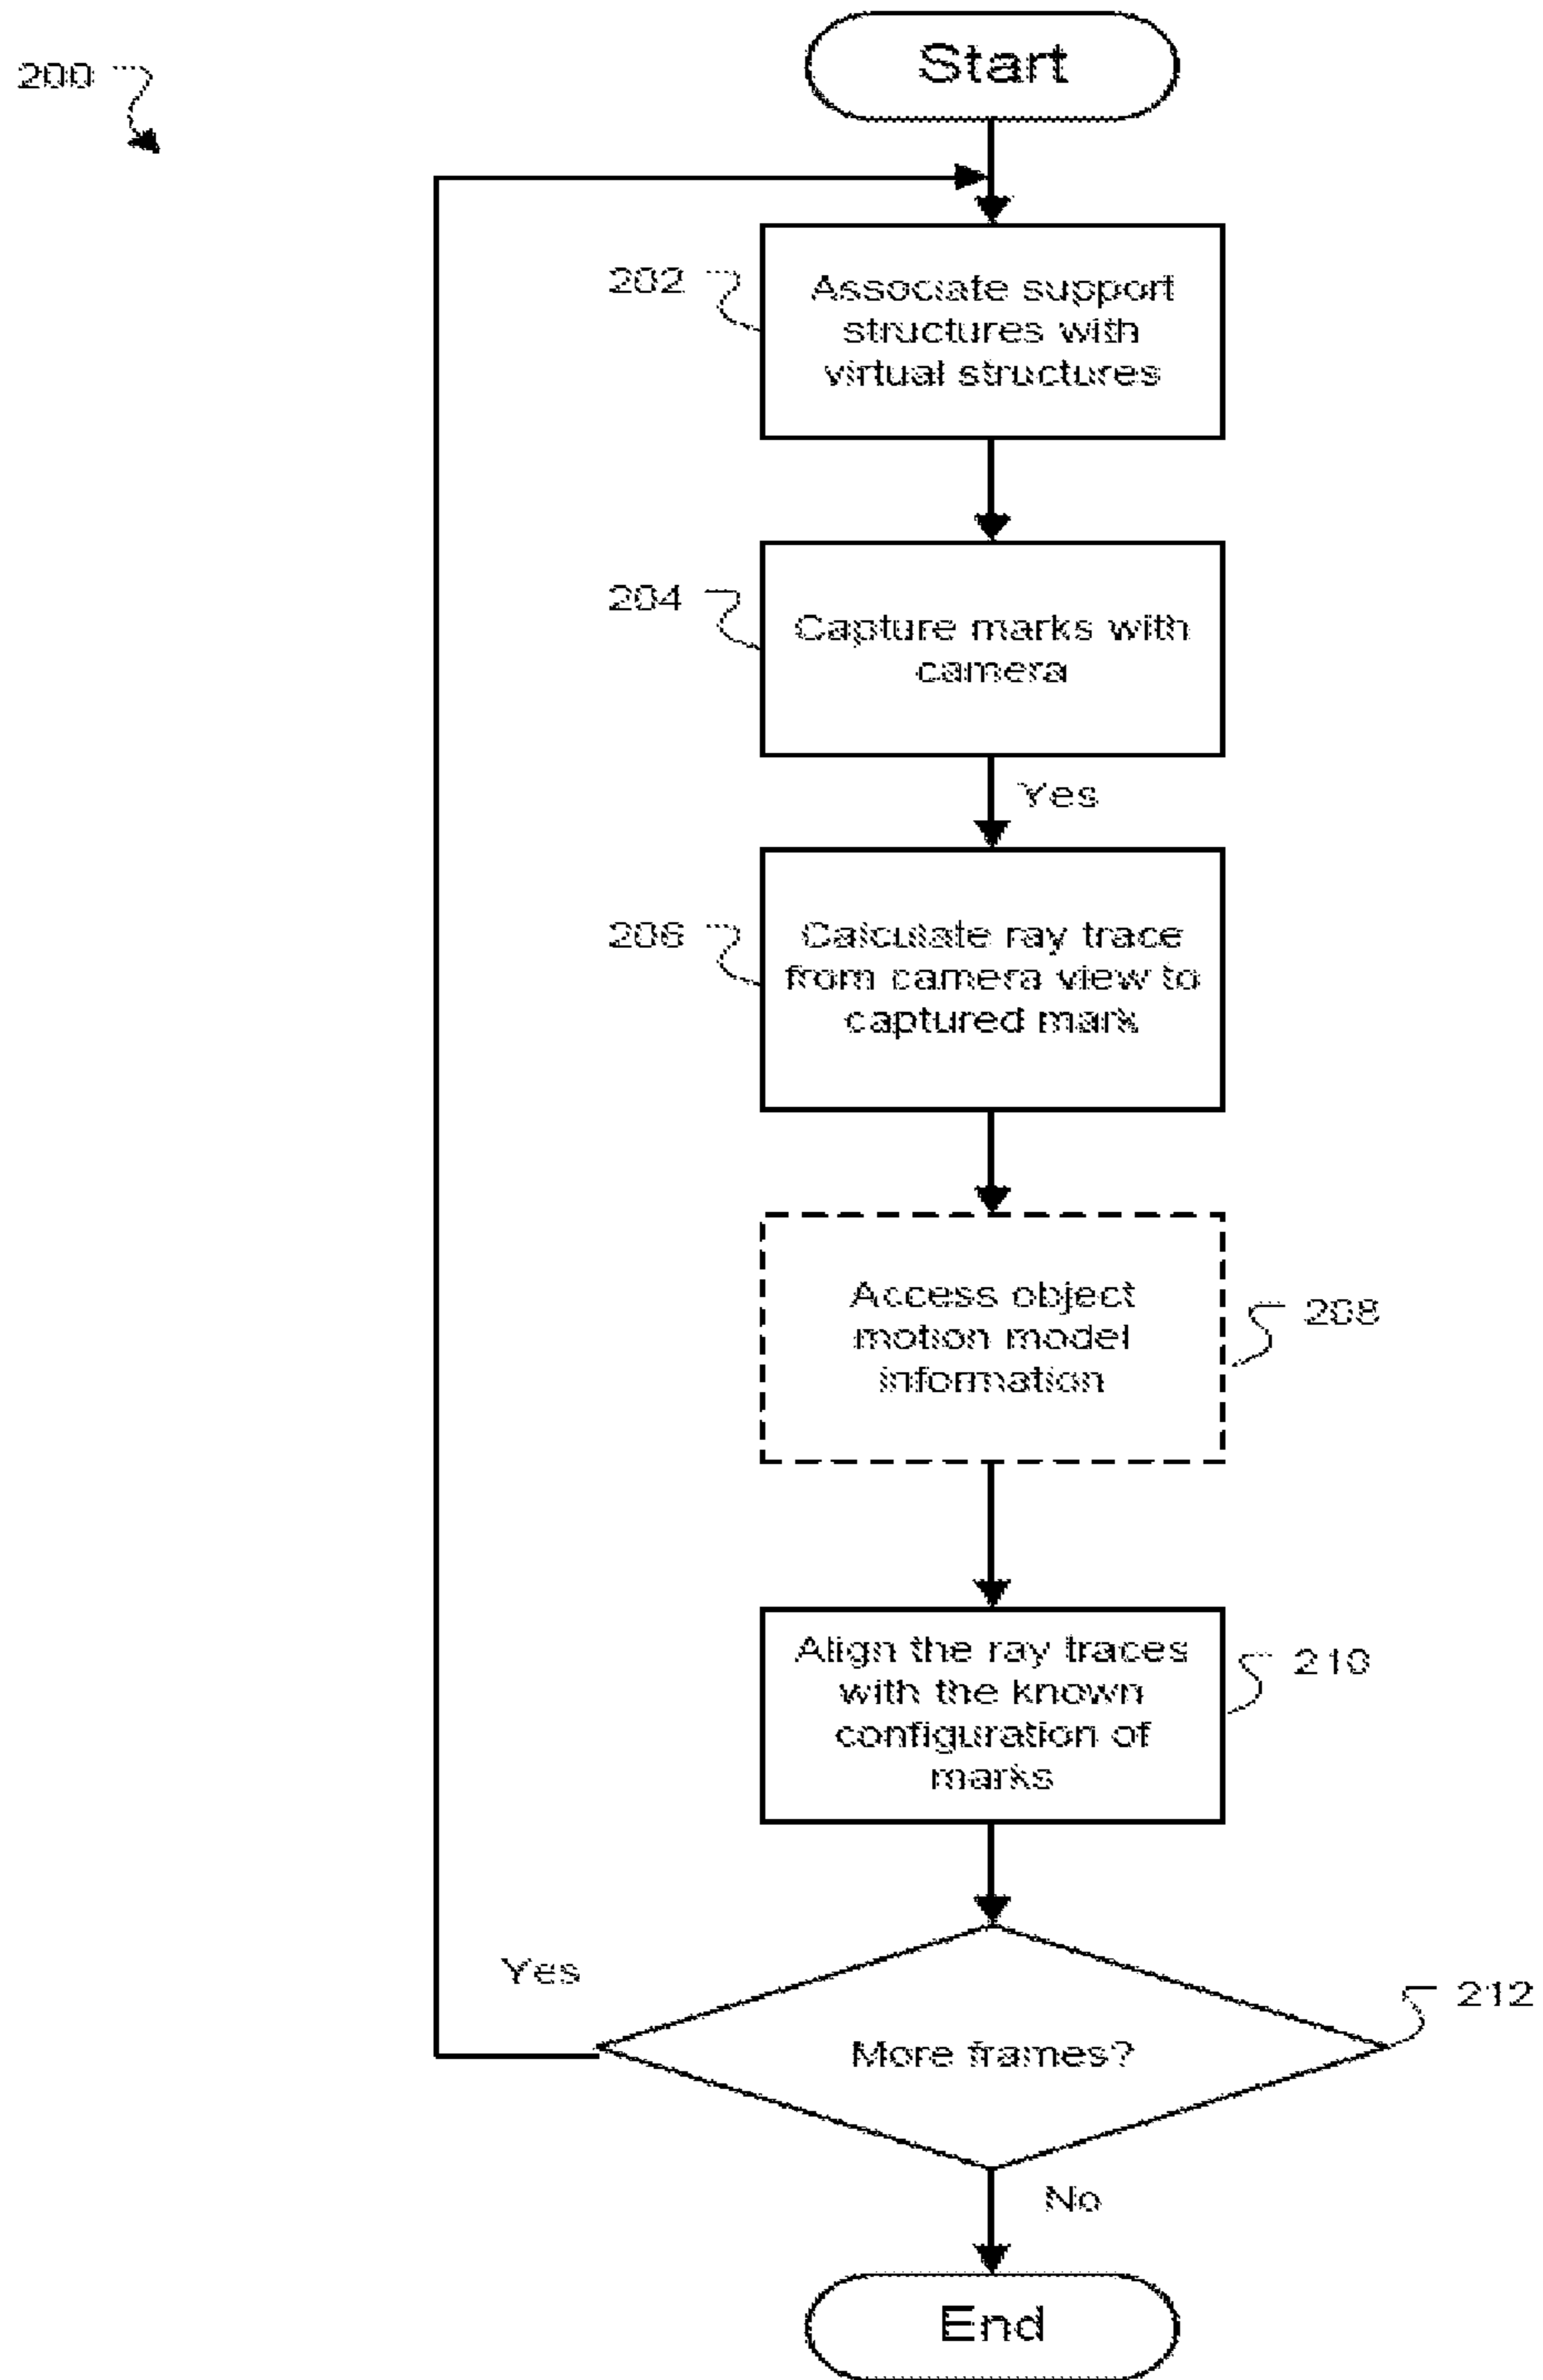 200
Start
202
Associate support
structures with
virtual structures
204
Capture marks with
camera
Yes
206
Calculate ray trace
from camera view to
captured mark
Access object
motion model
information
208
Align the ray traces
with the known
configuration of
marks
210
Yes
More frames?
212
No
End